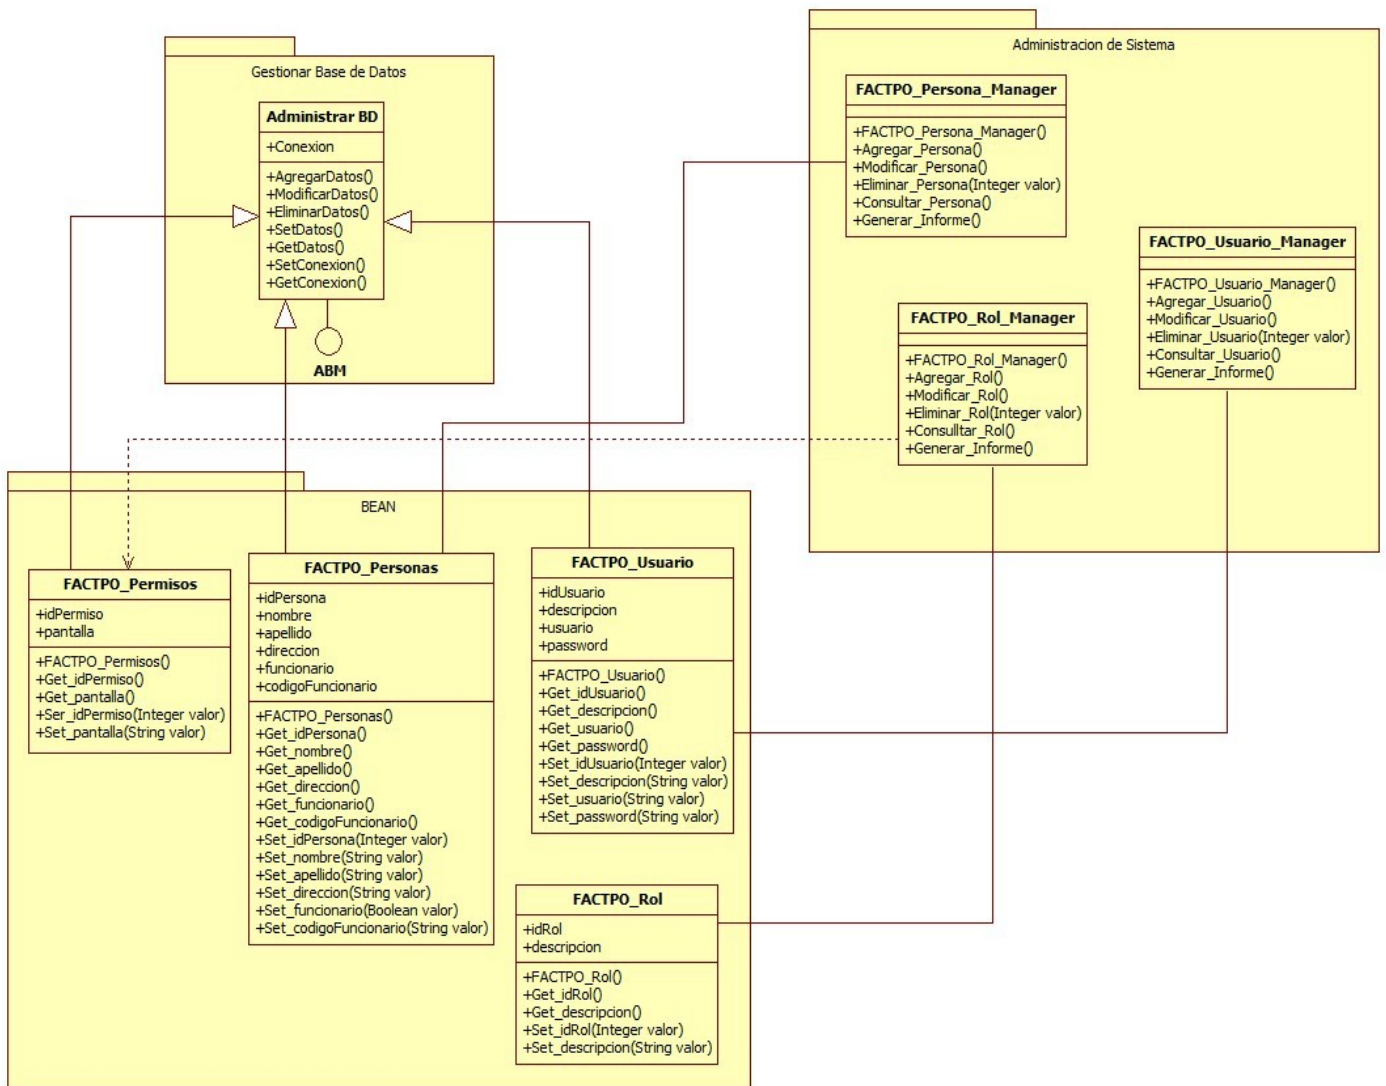 Gestionar Base de Datos
Administrar BD
+Conexion
+AgregarDatos()
+ModificarDatos()
+EliminarDatos()
+SetDatos()
+GetDatos()
+SetConexion()
+GetConexion()
ABM
Administracion de Sistema
FACTPO_Persona_Manager
+FACTPO_Persona_Manager()
+Agregar_Persona()
+Modificar_Persona()
+Eliminar_Persona(Integer valor)
+Consultar_Persona()
+Generar_Informe()
FACTPO_Usuario_Manager
+FACTPO_Usuario_Manager()
+Agregar_Usuario()
+Modificar_Usuario()
+Eliminar_Usuario(Integer valor)
+Consultar_Usuario()
+Generar_Informe()
FACTPO_Rol_Manager
+FACTPO_Rol_Manager()
+Agregar_Rol()
+Modificar_Rol()
+Eliminar_Rol(Integer valor)
+Consulltar_Rol()
+Generar_Informe()
BEAN
FACTPO_Permisos
+idPermiso
+pantalla
+FACTPO_Permisos()
+Get_idPermiso()
+Get_pantalla()
+Ser_idPermiso(Integer valor)
+Set_pantalla(String valor)
FACTPO_Personas
+idPersona
+nombre
+apellido
+direccion
+funcionario
+codigoFuncionario
+FACTPO_Personas()
+Get_idPersona()
+Get_nombre()
+Get_apellido()
+Get_direccion()
+Get_funcionario()
+Get_codigoFuncionario()
+Set_idPersona(Integer valor)
+Set_nombre(String valor)
+Set_apellido(String valor)
+Set_direccion(String valor)
+Set_funcionario(Boolean valor)
+Set_codigoFuncionario(String valor)
FACTPO_Usuario
+idUsuario
+descripcion
+usuario
+password
+FACTPO_Usuario()
+Get_idUsuario()
+Get_descripcion()
+Get_usuario()
+Get_password()
+Set_idUsuario(Integer valor)
+Set_descripcion(String valor)
+Set_usuario(String valor)
+Set_password(String valor)
FACTPO_Rol
+idRol
+descripcion
+FACTPO_Rol()
+Get_idRol()
+Get_descripcion()
+Set_idRol(Integer valor)
+Set_descripcion(String valor)